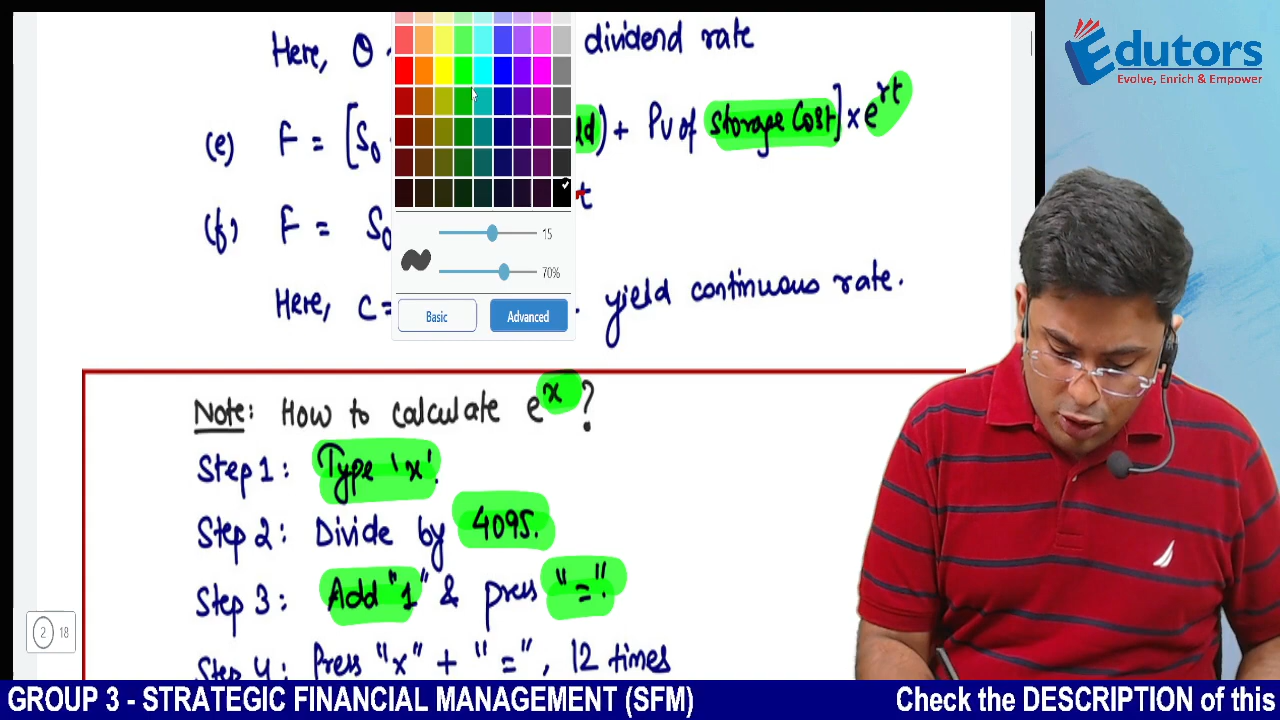 Here, θ dividend rate
Edutors
Evolve, Enrich & Empower
(e) F = [S₀ ld) + PV of Storage Cost] x e^rt
(f) F = S₀ t
15
70%
Basic Advanced
Here, c = . yield continuous rate.
Note: How to calculate e^x ?
Step 1: Type 'x'.
Step 2: Divide by 4095.
Step 3: Add "1" & press "=".
2 18
Step 4: Press "x" + "=", 12 times
GROUP 3 - STRATEGIC FINANCIAL MANAGEMENT (SFM) Check the DESCRIPTION of this